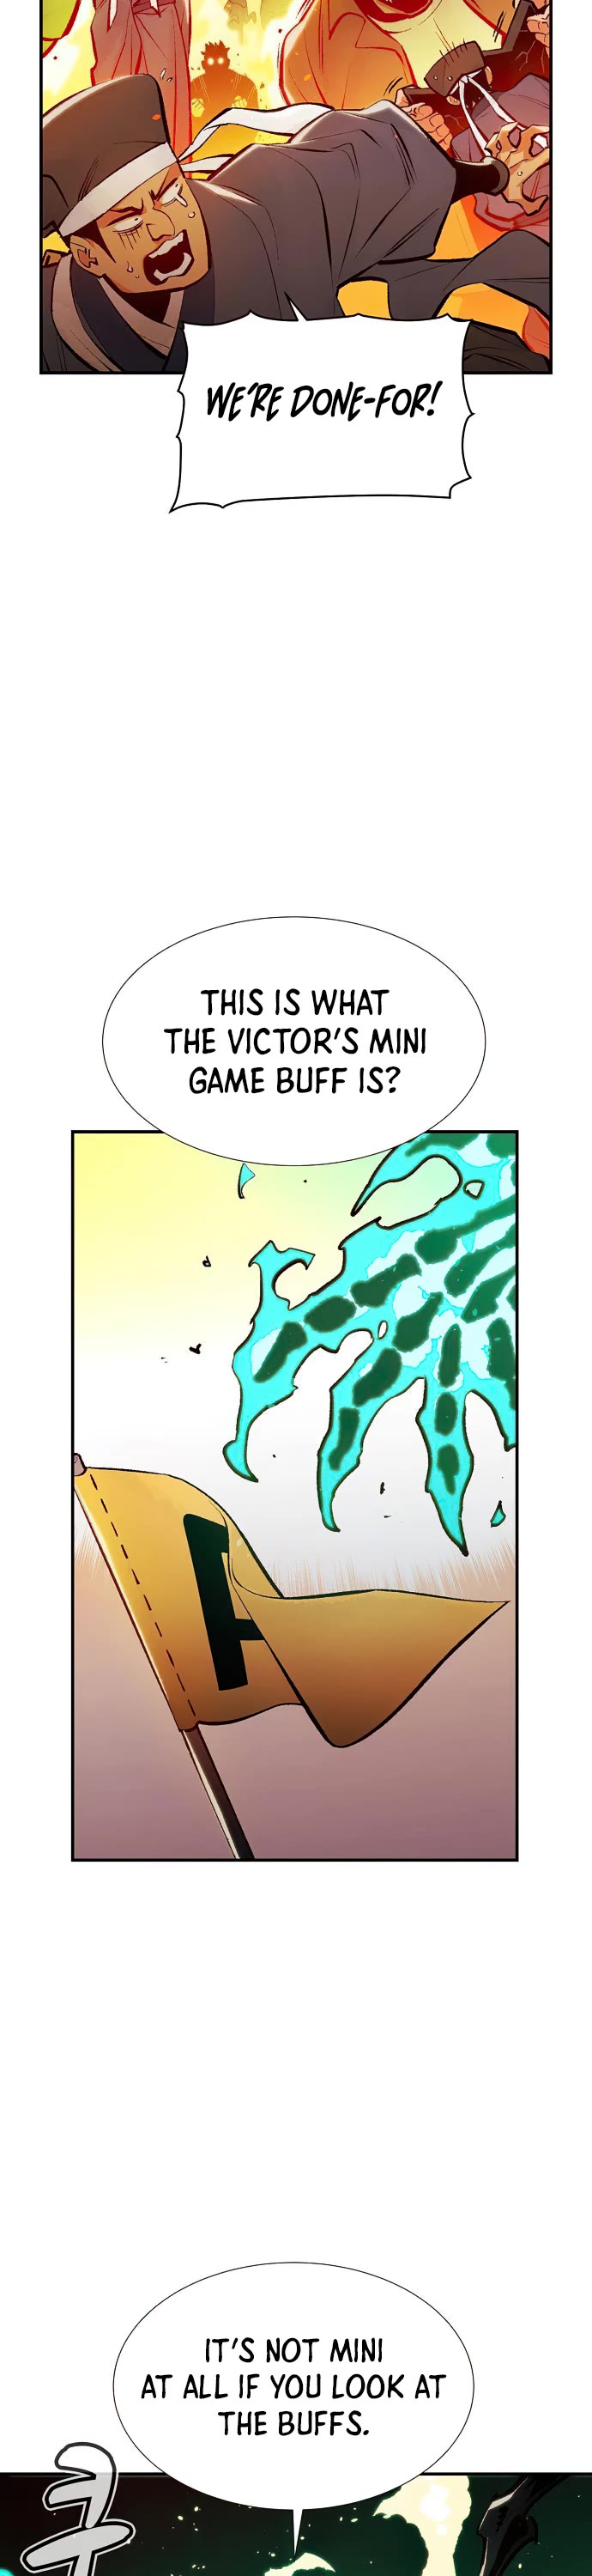 WE'RE DONE-FOR!
THIS IS WHAT
THE VICTOR'S MINI
GAME BUFF IS?
IT'S NOT MINI
AT ALL IF YOU LOOK AT
THE BUFFS.